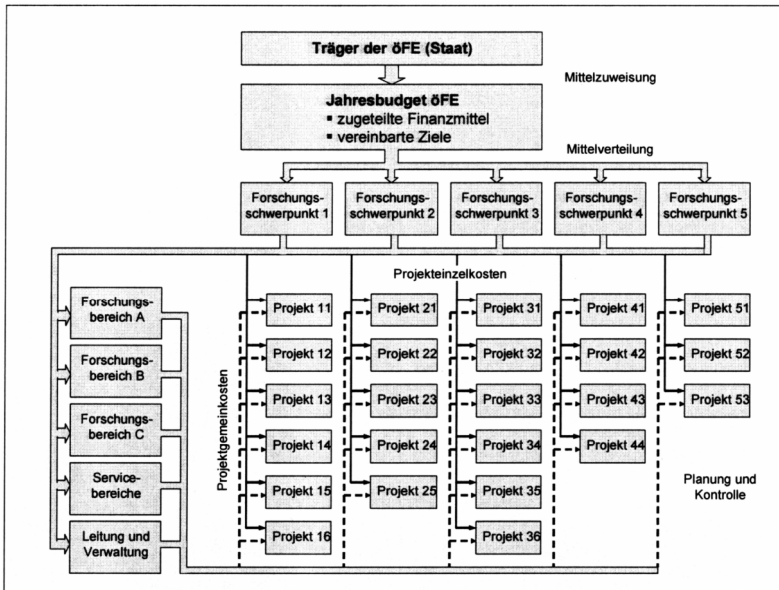 Träger der öFE (Staat)
Mittelzuweisung
Jahresbudget öFE
▪ zugeteilte Finanzmittel
▪ vereinbarte Ziele
Mittelverteilung
Forschungs-
schwerpunkt 1
Forschungs-
schwerpunkt 2
Forschungs-
schwerpunkt 3
Forschungs-
schwerpunkt 4
Forschungs-
schwerpunkt 5
Projekteinzelkosten
Forschungs-
bereich A
Forschungs-
bereich B
Forschungs-
bereich C
Service-
bereiche
Leitung und
Verwaltung
Projektgemeinkosten
Projekt 11
Projekt 12
Projekt 13
Projekt 14
Projekt 15
Projekt 16
Projekt 21
Projekt 22
Projekt 23
Projekt 24
Projekt 25
Projekt 31
Projekt 32
Projekt 33
Projekt 34
Projekt 35
Projekt 36
Projekt 41
Projekt 42
Projekt 43
Projekt 44
Projekt 51
Projekt 52
Projekt 53
Planung und
Kontrolle